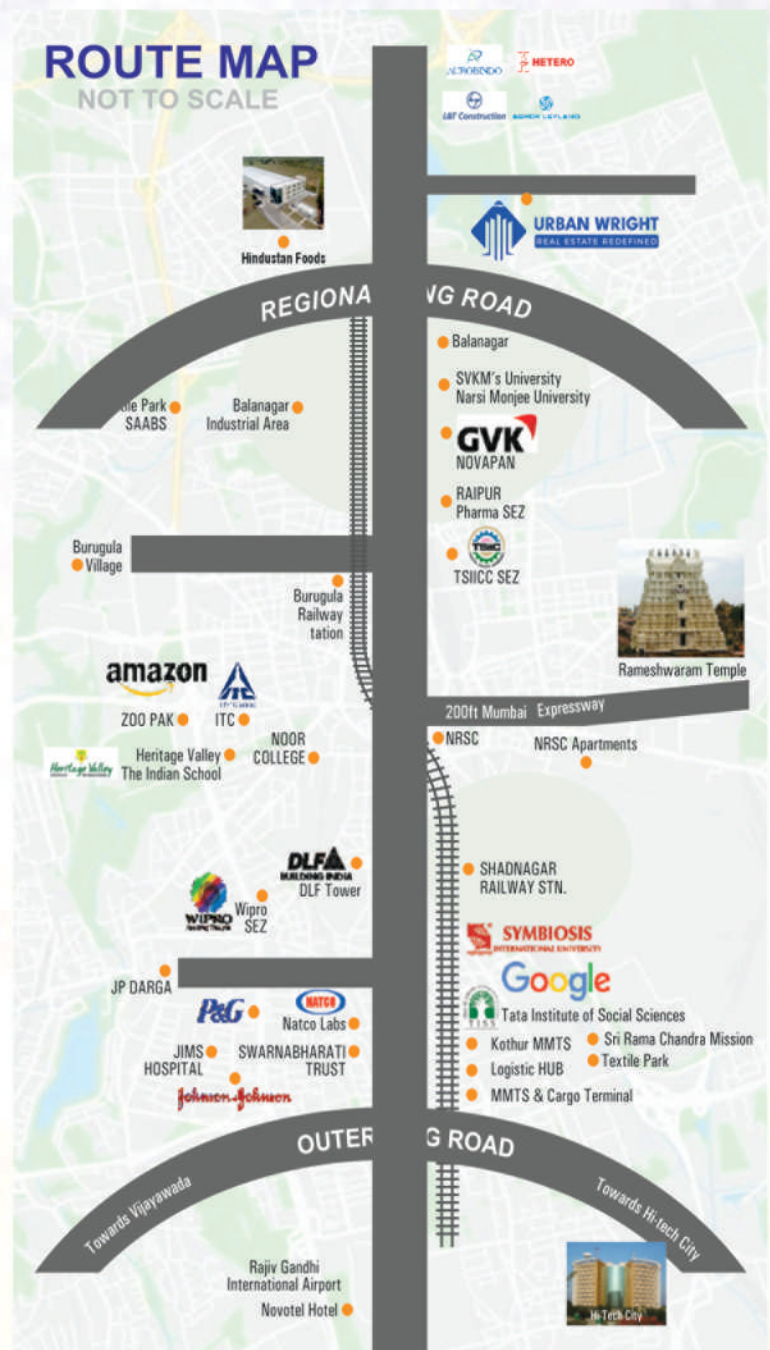 ROUTE MAP
NOT TO SCALE
AUROBINDO
HETERO
L&T Construction
ASHOK LEYLAND
URBAN WRIGHT
REAL ESTATE REDEFINED
Hindustan Foods
REGIONA NG ROAD
Balanagar
SVKM's University
Narsi Monjee University
le Park
SAABS
Balanagar
Industrial Area
GVK
NOVAPAN
RAIPUR
Pharma SEZ
TSIIC
TSIICC SEZ
Burugula
Village
Burugula
Railway
tation
Rameshwaram Temple
amazon
ITC
ZOO PAK
ITC
200ft Mumbai Expressway
NRSC
NRSC Apartments
NOOR
COLLEGE
Heritage Valley
Heritage Valley
The Indian School
DLF
BUILDING INDIA
DLF Tower
SHADNAGAR
RAILWAY STN.
WIPRO
Wipro
SEZ
SYMBIOSIS
INTERNATIONAL UNIVERSITY
Google
JP DARGA
P&G
NATCO
Natco Labs
TISS
Tata Institute of Social Sciences
Kothur MMTS
Sri Rama Chandra Mission
JIMS
HOSPITAL
SWARNABHARATI
TRUST
Logistic HUB
Textile Park
Johnson & Johnson
MMTS & Cargo Terminal
OUTER G ROAD
Towards Vijayawada
Towards Hi-tech City
Rajiv Gandhi
International Airport
Novotel Hotel
Hi Tech City